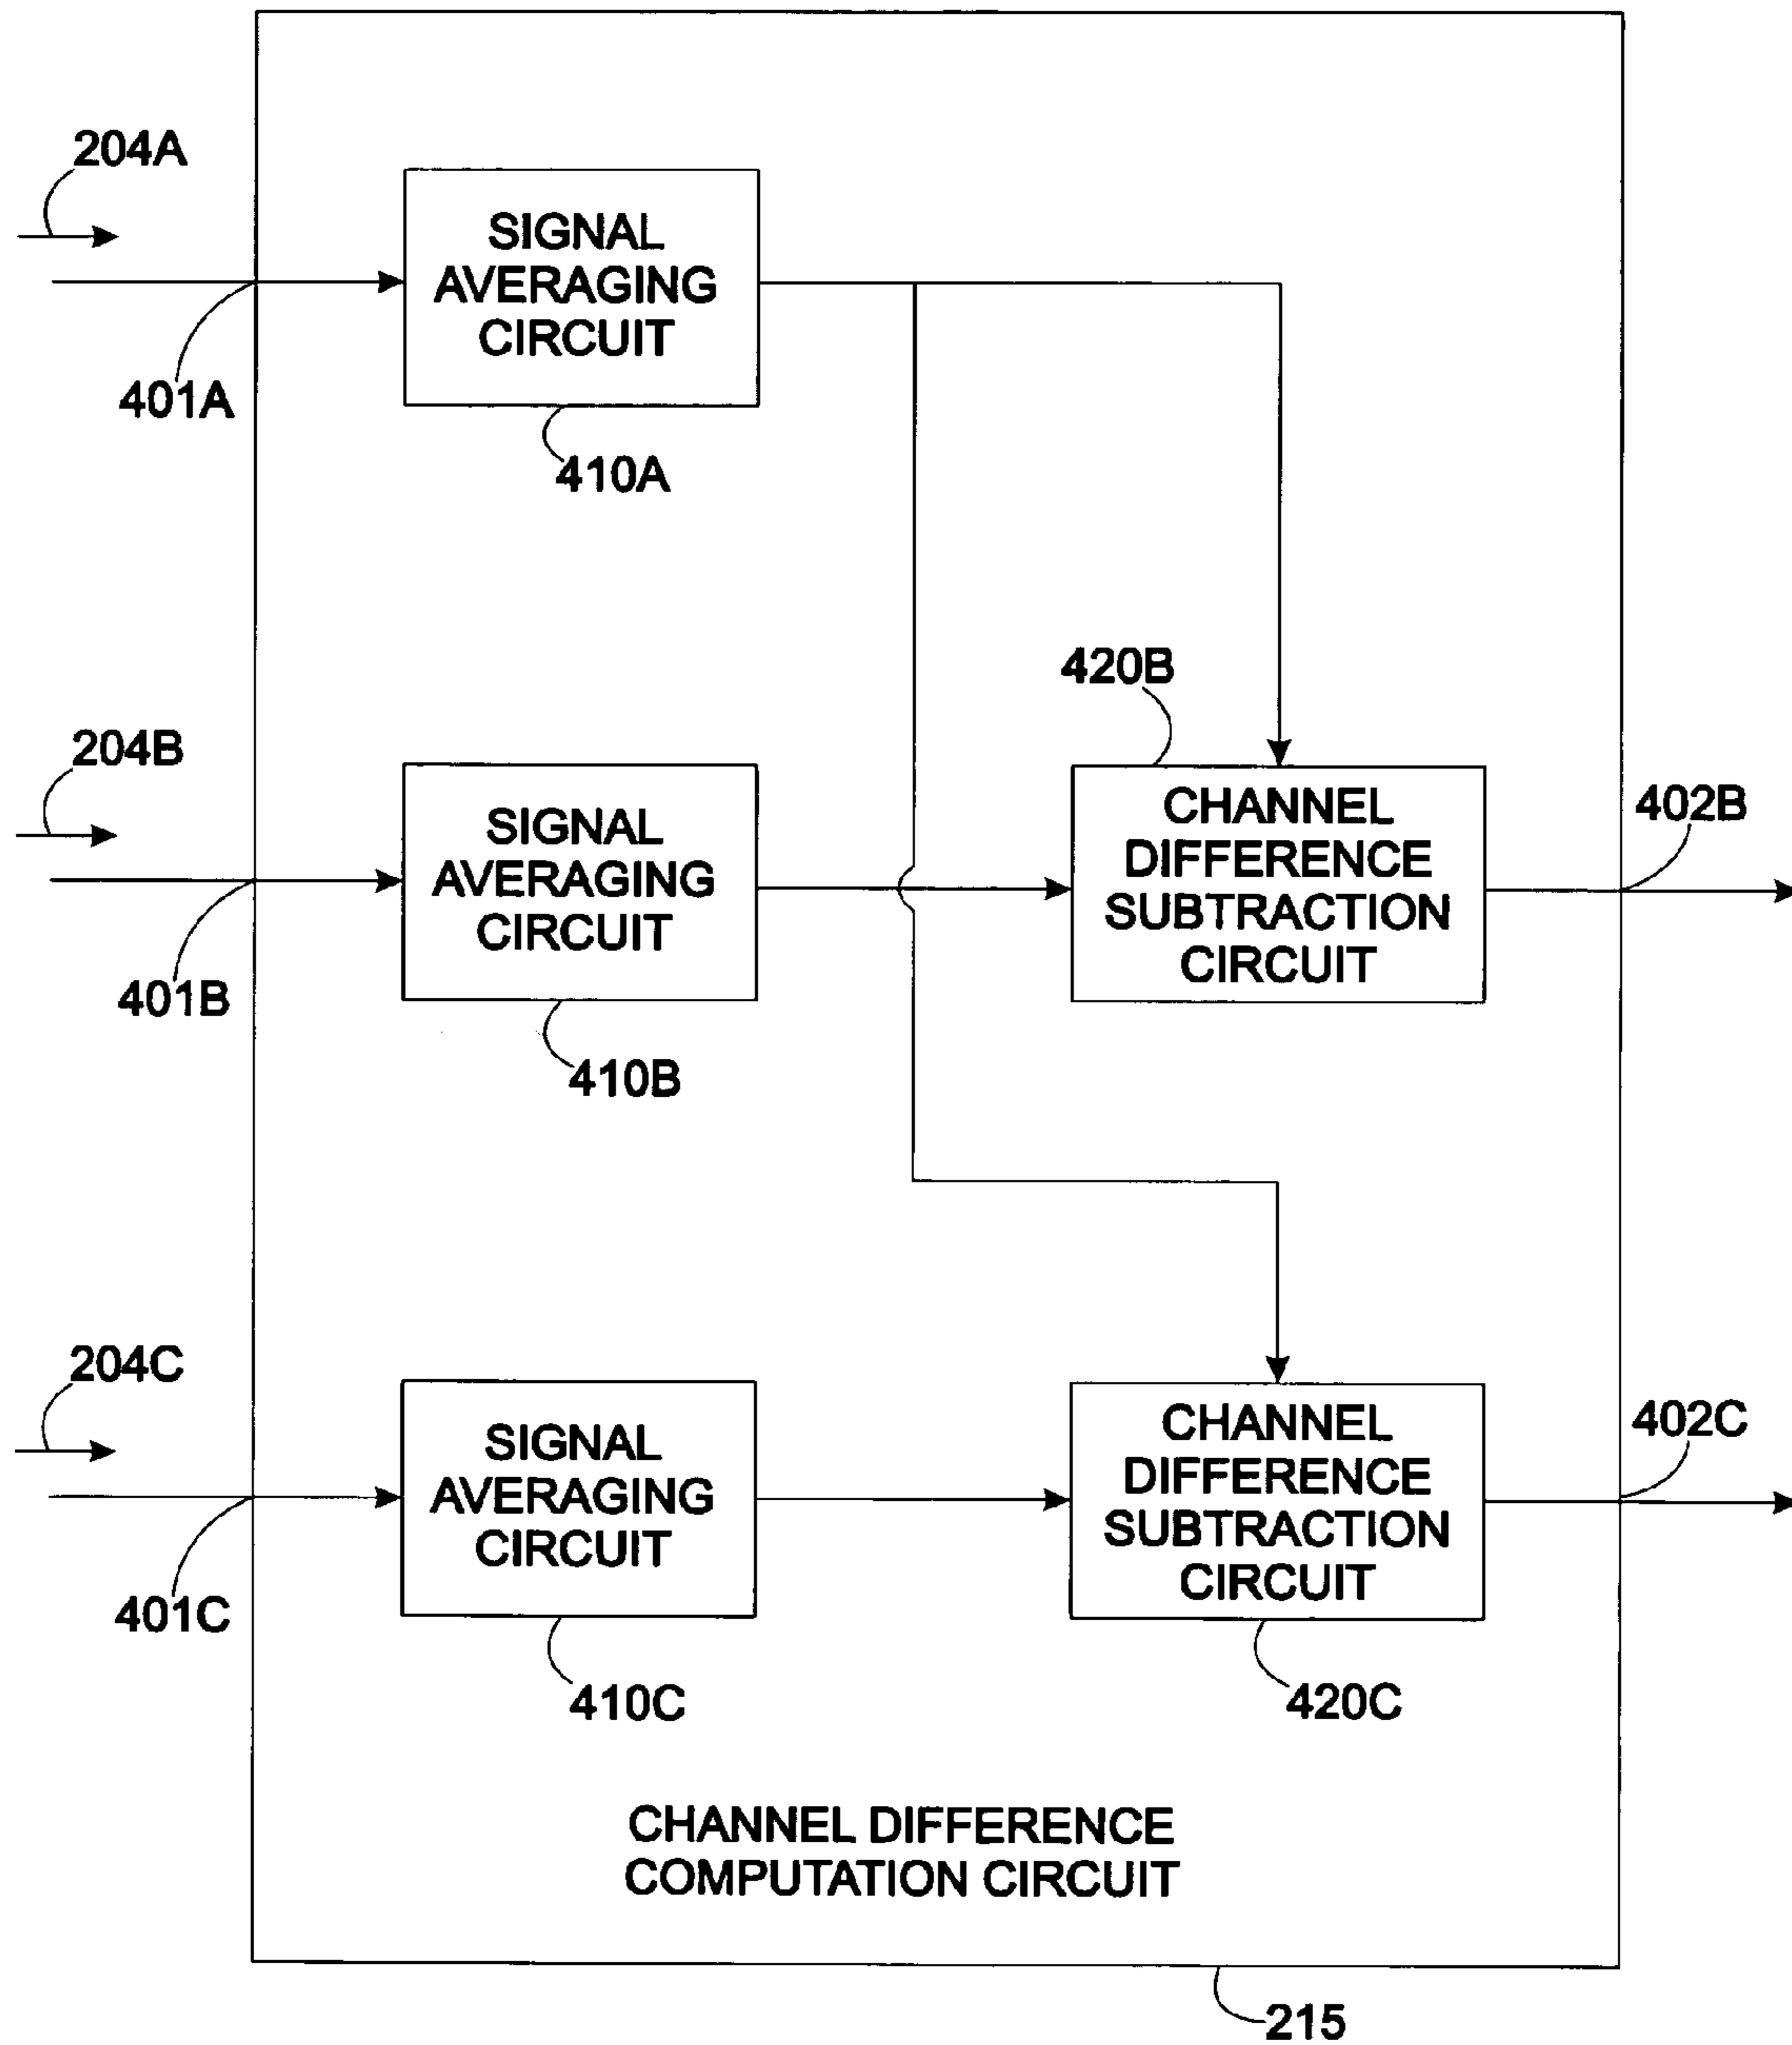 204A
SIGNAL
AVERAGING
CIRCUIT
401A
410A
420B
204B
SIGNAL
AVERAGING
CIRCUIT
CHANNEL
DIFFERENCE
SUBTRACTION
CIRCUIT
402B
401B
410B
204C
SIGNAL
AVERAGING
CIRCUIT
CHANNEL
DIFFERENCE
SUBTRACTION
CIRCUIT
402C
401C
410C
420C
CHANNEL DIFFERENCE
COMPUTATION CIRCUIT
215